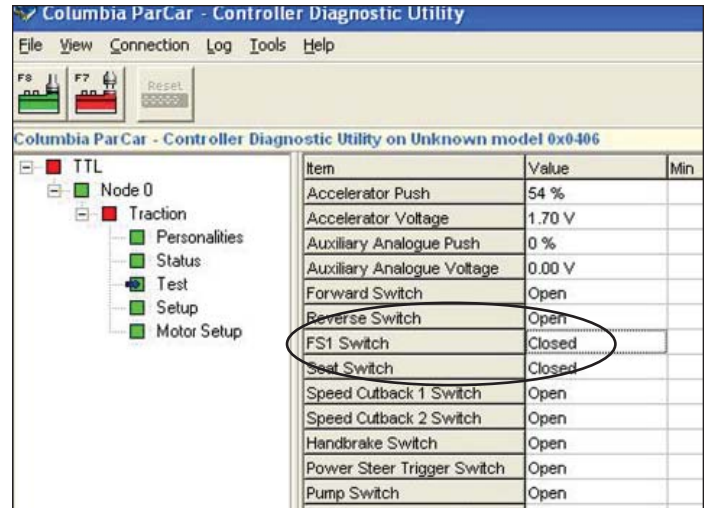 Columbia ParCar - Controller Diagnostic Utility
File View Connection Log Tools Help
F8 F7 Reset
Columbia ParCar - Controller Diagnostic Utility on Unknown model 0x0406
TTL
Node 0
Traction
Personalities
Status
Test
Setup
Motor Setup
Item Value Min
Accelerator Push 54 %
Accelerator Voltage 1.70 V
Auxiliary Analogue Push 0 %
Auxiliary Analogue Voltage 0.00 V
Forward Switch Open
Reverse Switch Open
FS1 Switch Closed
Seat Switch Closed
Speed Cutback 1 Switch Open
Speed Cutback 2 Switch Open
Handbrake Switch Open
Power Steer Trigger Switch Open
Pump Switch Open